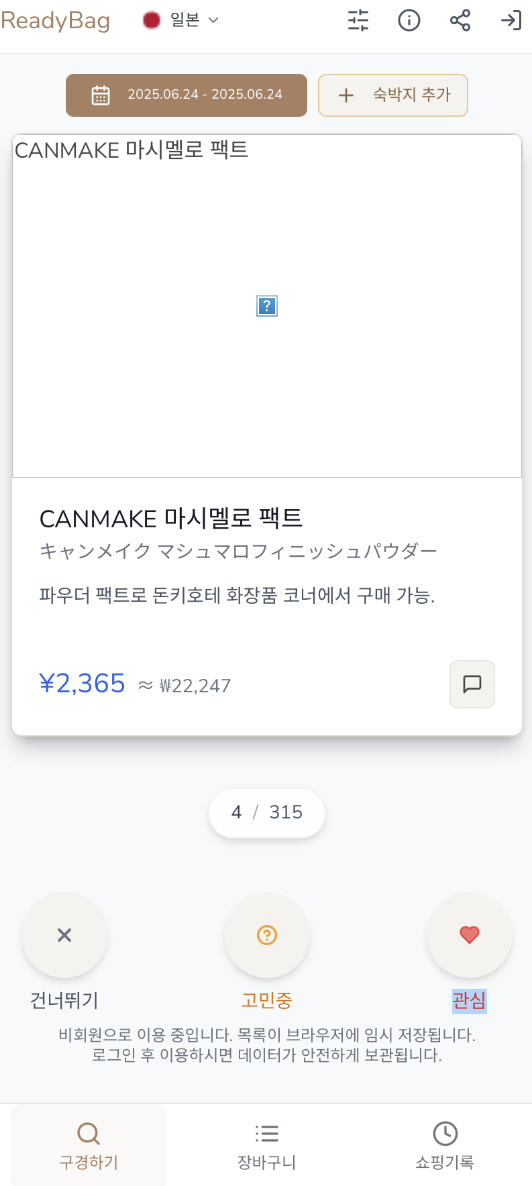 ReadyBag
일본
2025.06.24 - 2025.06.24
숙박지 추가
CANMAKE 마시멜로 팩트
?
CANMAKE 마시멜로 팩트
キャンメイク マシュマロフィニッシュパウダー
파우더 팩트로 돈키호테 화장품 코너에서 구매 가능.
¥2,365 ≈ ₩22,247
4 / 315
건너뛰기
고민중
관심
비회원으로 이용 중입니다. 목록이 브라우저에 임시 저장됩니다.
로그인 후 이용하시면 데이터가 안전하게 보관됩니다.
구경하기
장바구니
쇼핑기록